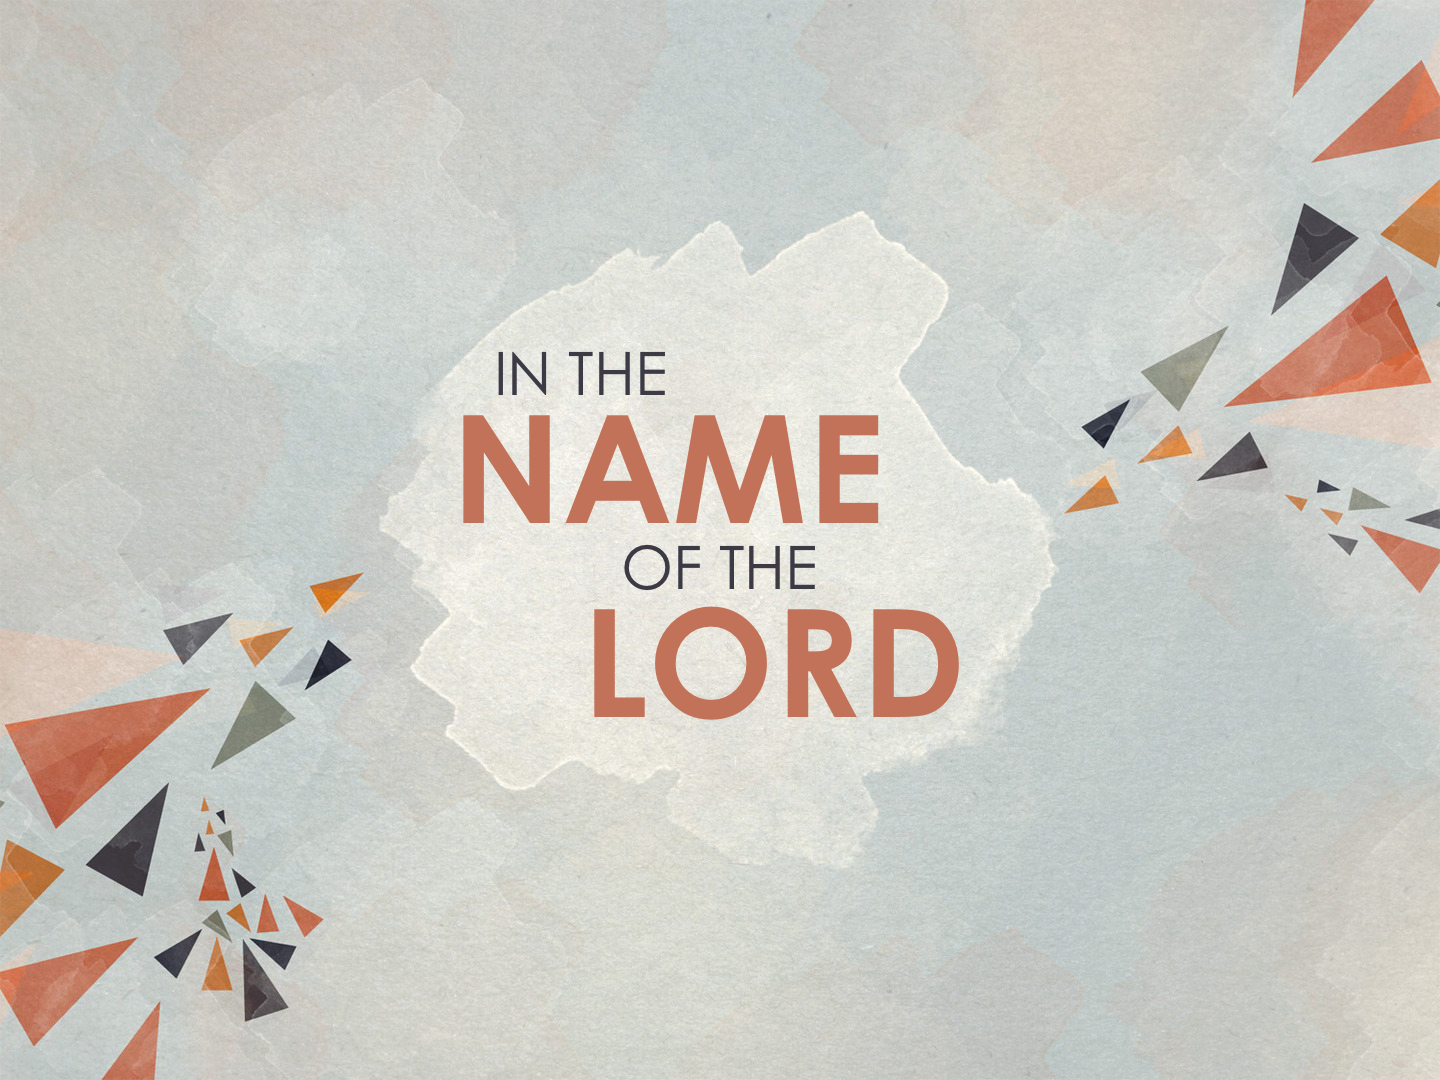 IN THE
NAME
OF THE
LORD